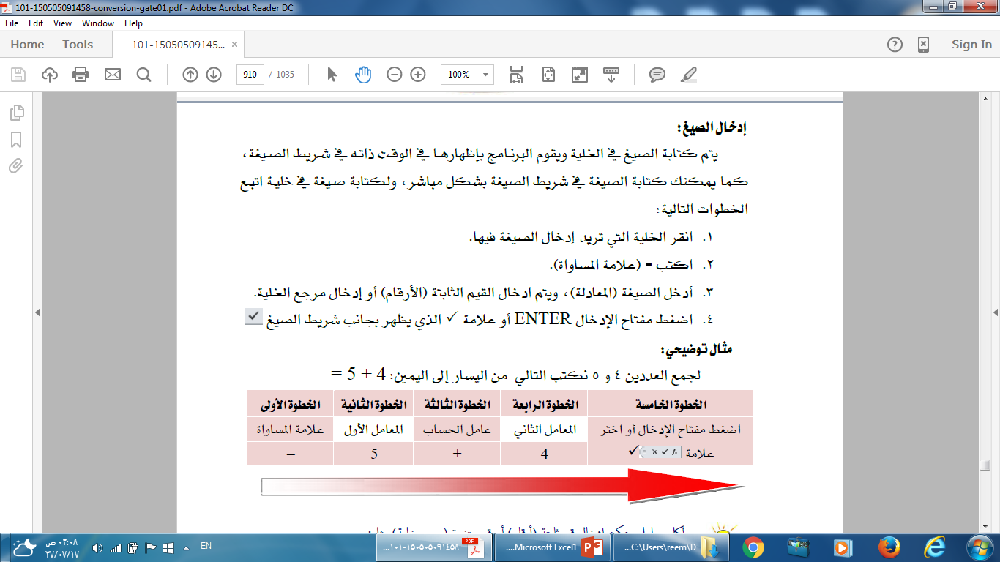 101-150505091458-conversion-gate01.pdf - Adobe Acrobat Reader DC
File Edit View Window Help
Home Tools 101-15050509145... × Sign In
910 / 1035 100%
إدخال الصيغ:
يتم كتابة الصيغ في الخلية ويقوم البرنامج بإظهارها في الوقت ذاته في شريط الصيغة،
كما يمكنك كتابة الصيغة في شريط الصيغة بشكل مباشر، ولكتابة صيغة في خلية اتبع
الخطوات التالية:
١. انقر الخلية التي تريد إدخال الصيغة فيها.
٢. اكتب = (علامة المساواة).
٣. أدخل الصيغة (المعادلة)، ويتم ادخال القيم الثابتة (الأرقام) أو إدخال مرجع الخلية.
٤. اضغط مفتاح الإدخال ENTER أو علامة ✓ الذي يظهر بجانب شريط الصيغ ✓
مثال توضيحي:
لجمع العددين ٤ و ٥ نكتب التالي من اليسار إلى اليمين: 4 + 5 =
الخطوة الخامسة الخطوة الرابعة الخطوة الثالثة الخطوة الثانية الخطوة الأولى
اضغط مفتاح الإدخال أو اختر المعامل الثاني عامل الحساب المعامل الأول علامة المساواة
علامة ✓ 4 + 5 =
٠٢:٠٨ ص
٣٧/٠٧/١٧
EN
...١٠١-١٥٠٥٠٥٠٩١٤٥٨
PDF
...Microsoft Excel1
...C:\Users\reem\D